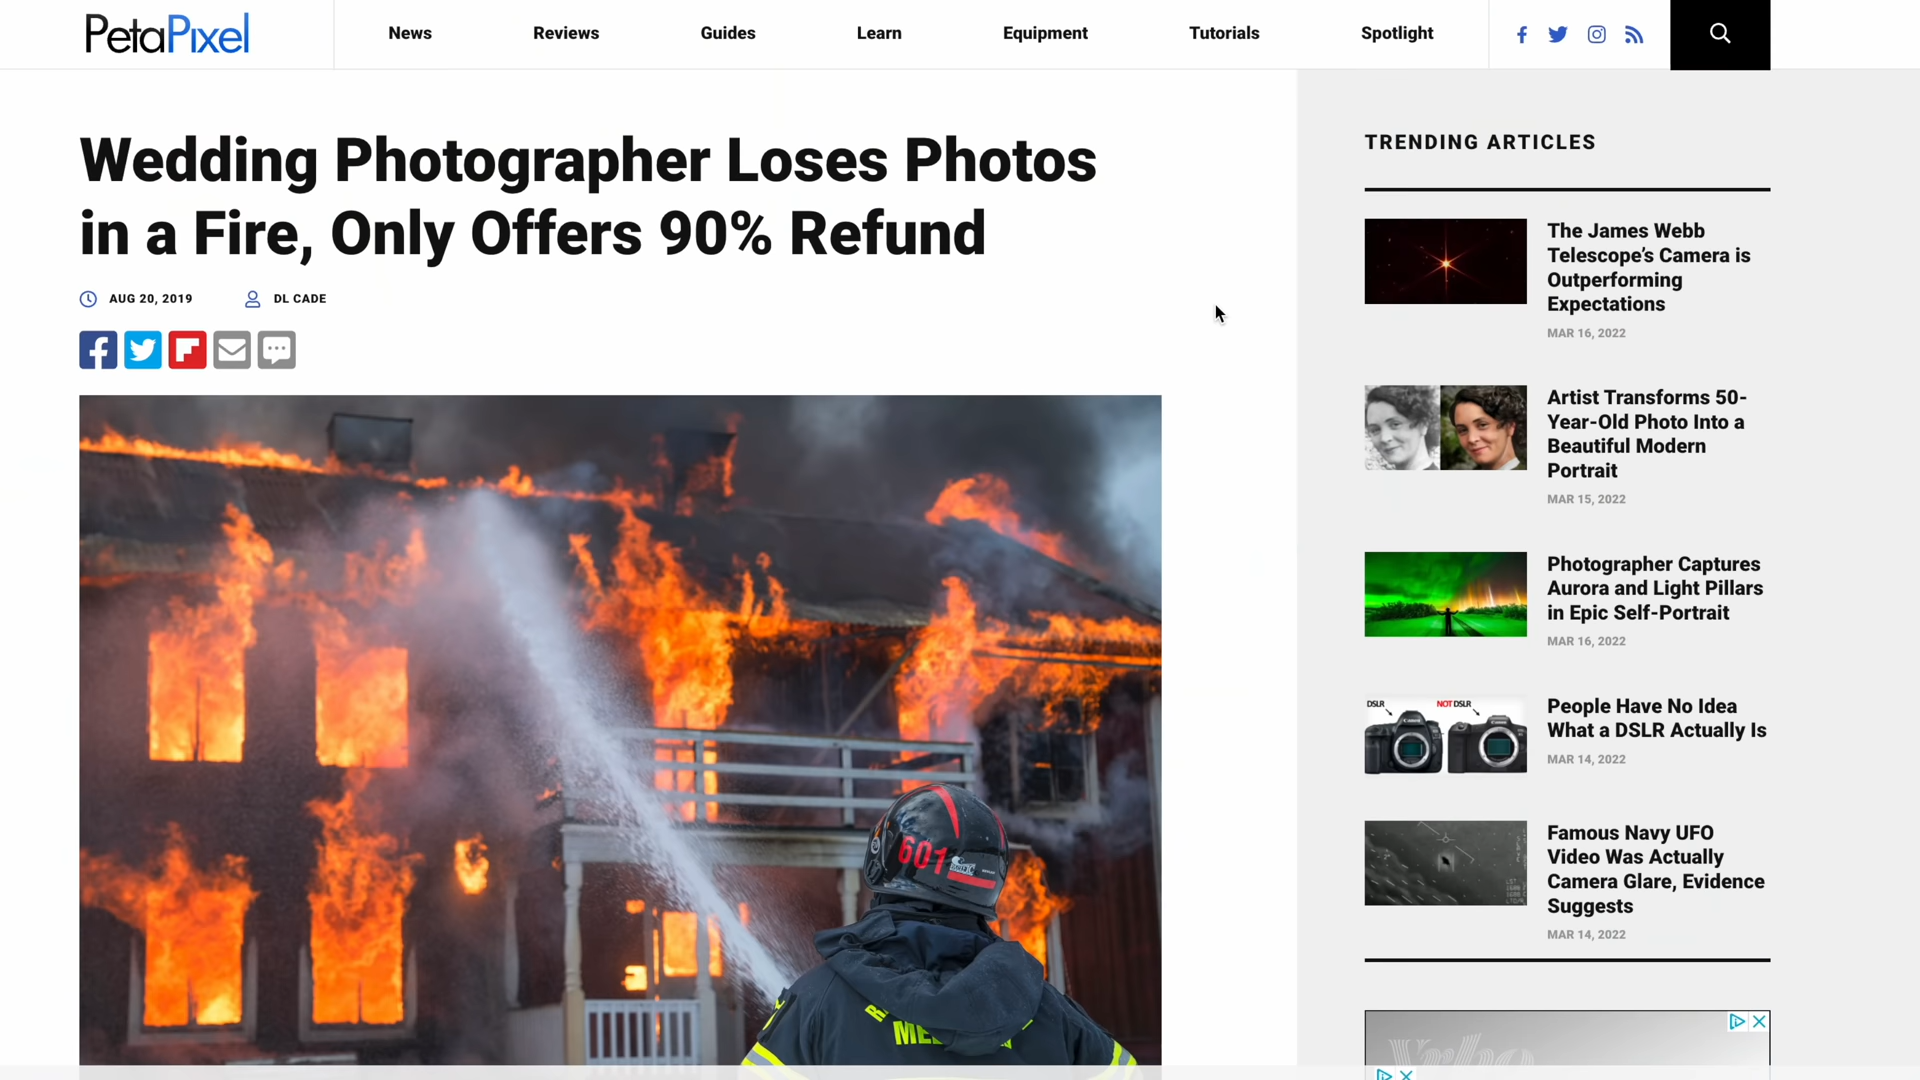 PetaPixel
News
Reviews
Guides
Learn
Equipment
Tutorials
Spotlight
Wedding Photographer Loses Photos
in a Fire, Only Offers 90% Refund
AUG 20, 2019
DL CADE
601
TRENDING ARTICLES
The James Webb
Telescope’s Camera is
Outperforming
Expectations
MAR 16, 2022
Artist Transforms 50-
Year-Old Photo Into a
Beautiful Modern
Portrait
MAR 15, 2022
Photographer Captures
Aurora and Light Pillars
in Epic Self-Portrait
MAR 16, 2022
DSLR
NOT DSLR
People Have No Idea
What a DSLR Actually Is
MAR 14, 2022
Famous Navy UFO
Video Was Actually
Camera Glare, Evidence
Suggests
MAR 14, 2022